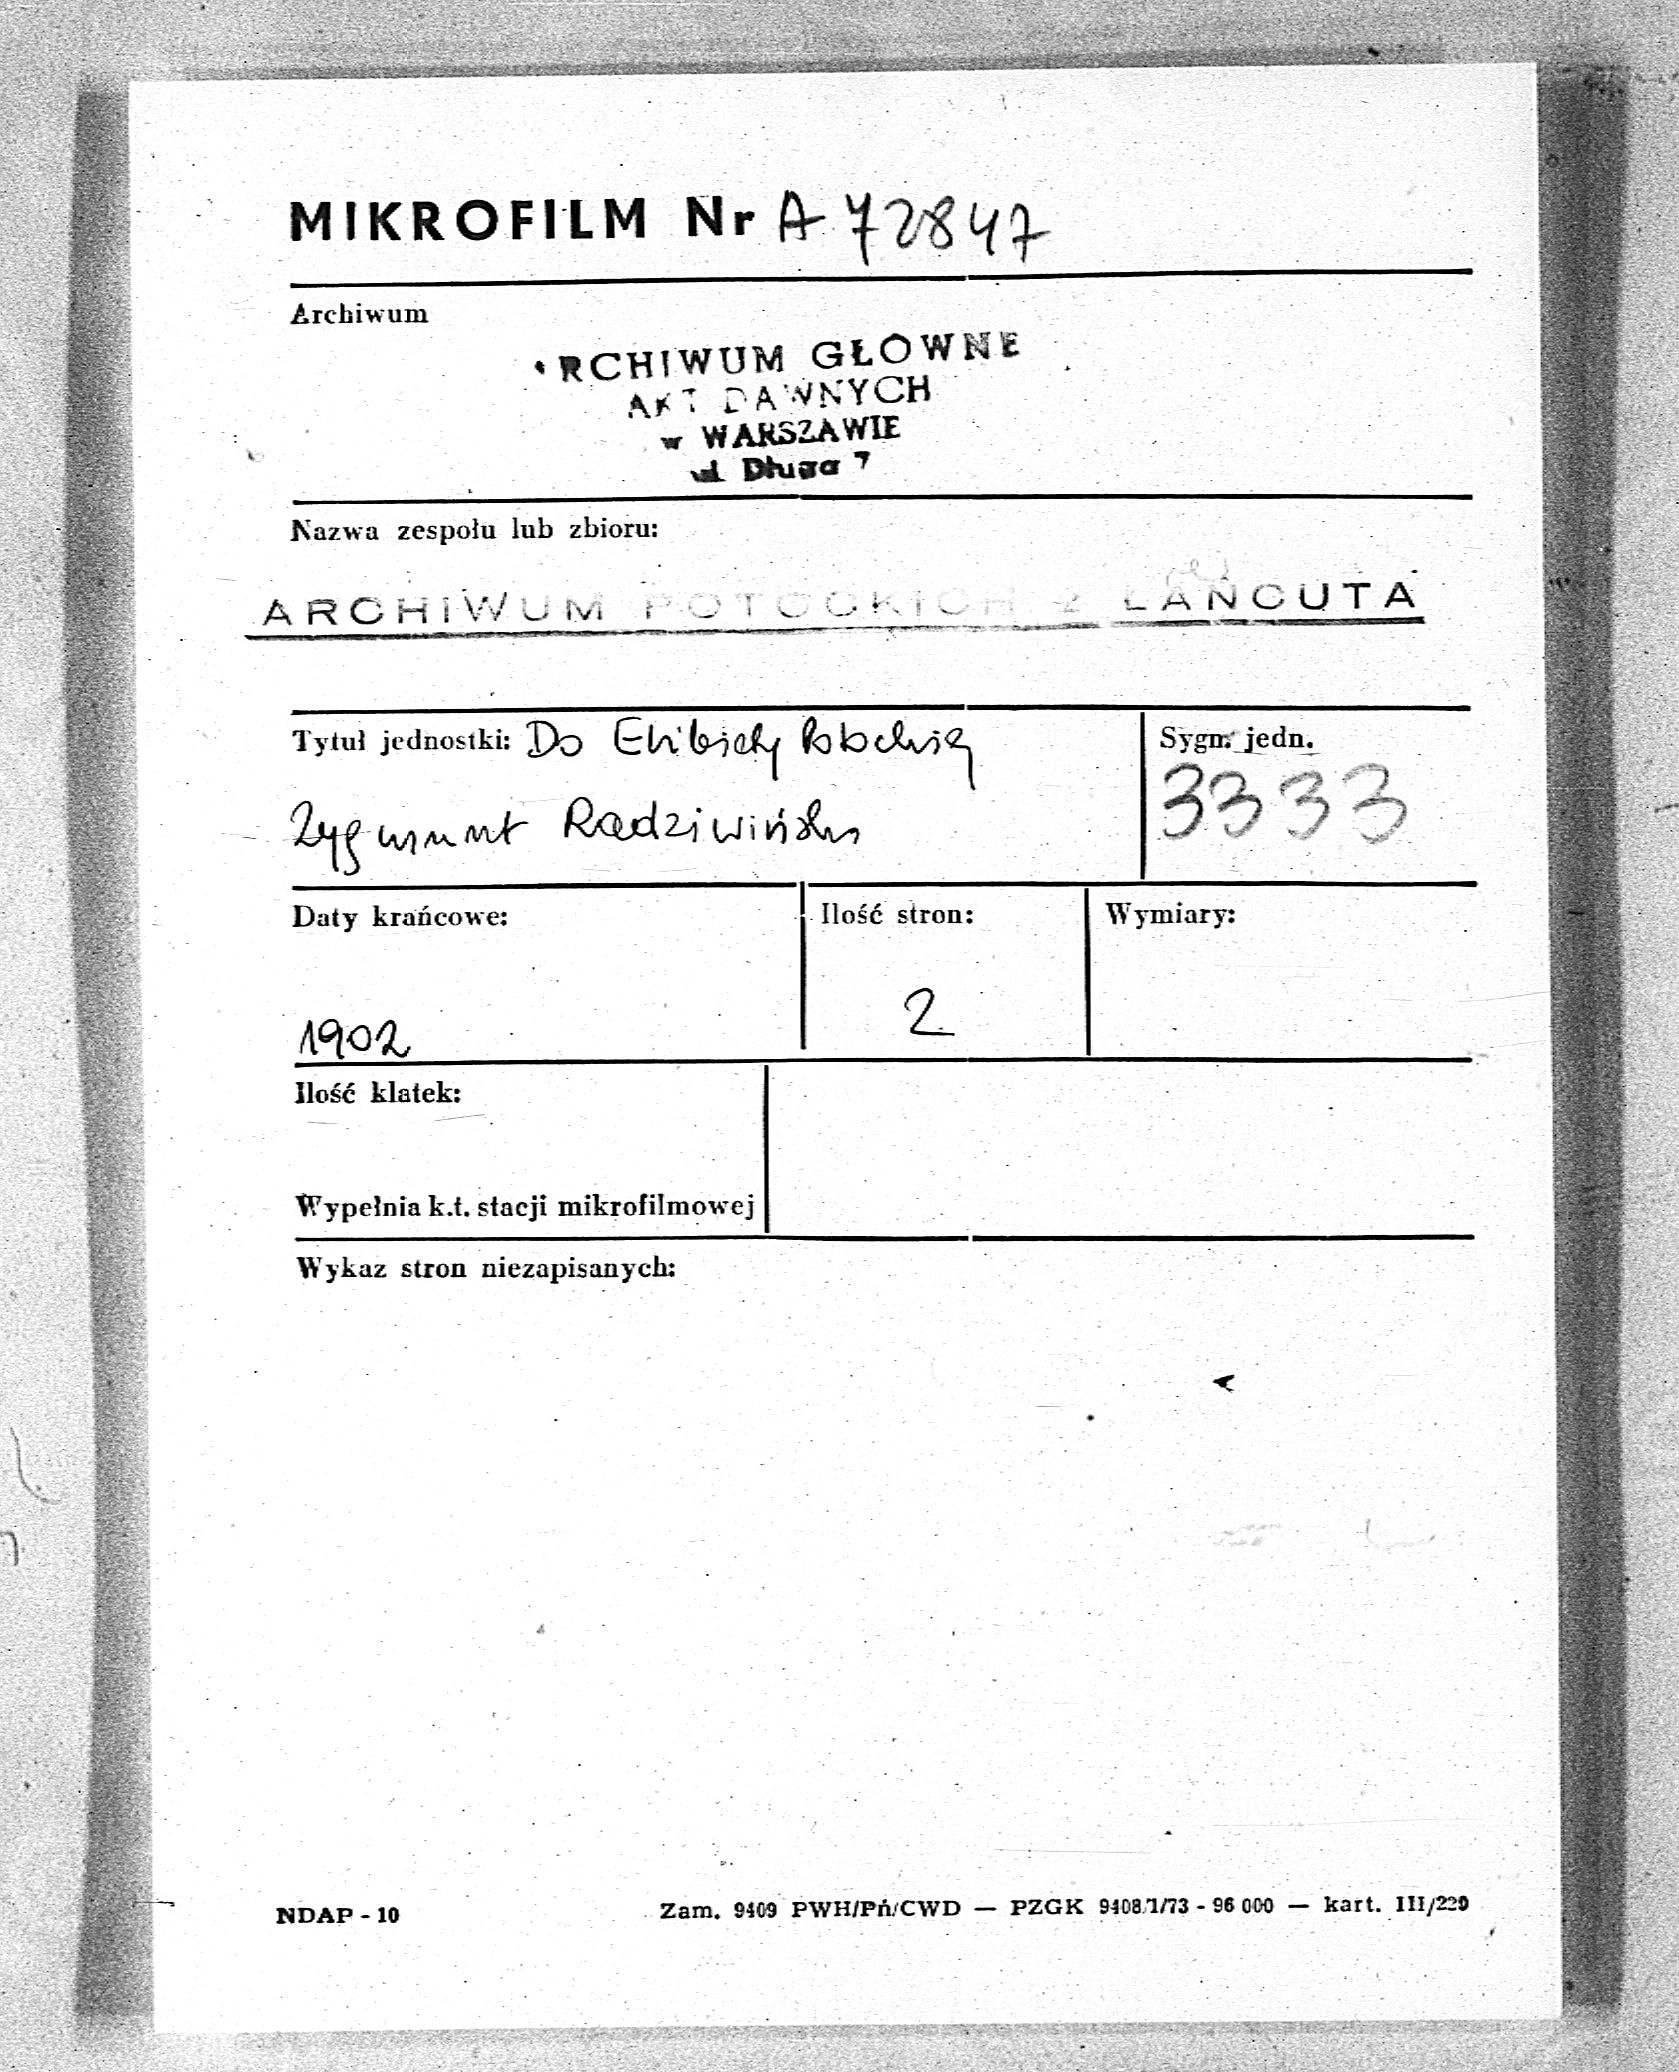 MIKROFILM Nr A 72847
Archiwum
ARCHIWUM GŁÓWNE
AKT DAWNYCH
w WARSZAWIE
ul. Długa 7
Nazwa zespołu lub zbioru:
ARCHIWUM POTOCKICH Z ŁAŃCUTA
Tytuł jednostki: Do Elżbiety Potockiej
Sygn. jedn.
Zygmunt Radziwiński
3333
Daty krańcowe:
Ilość stron:
Wymiary:
1902
2
Ilość klatek:
Wypełnia k.t. stacji mikrofilmowej
Wykaz stron niezapisanych:
NDAP - 10
Zam. 9409 PWH/Pń/CWD — PZGK 9408/1/73 - 96 000 — kart. III/229